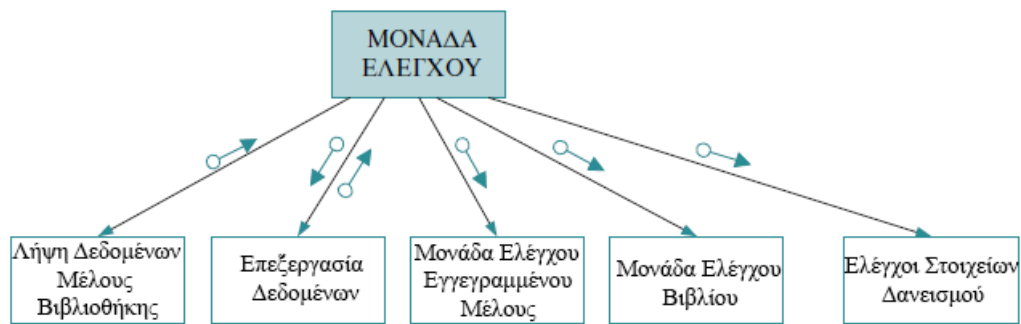 ΜΟΝΑΔΑ
ΕΛΕΓΧΟΥ
Λήψη Δεδομένων
Μέλους
Βιβλιοθήκης
Επεξεργασία
Δεδομένων
Μονάδα Ελέγχου
Εγγεγραμμένου
Μέλους
Μονάδα Ελέγχου
Βιβλίου
Ελέγχοι Στοιχείων
Δανεισμού